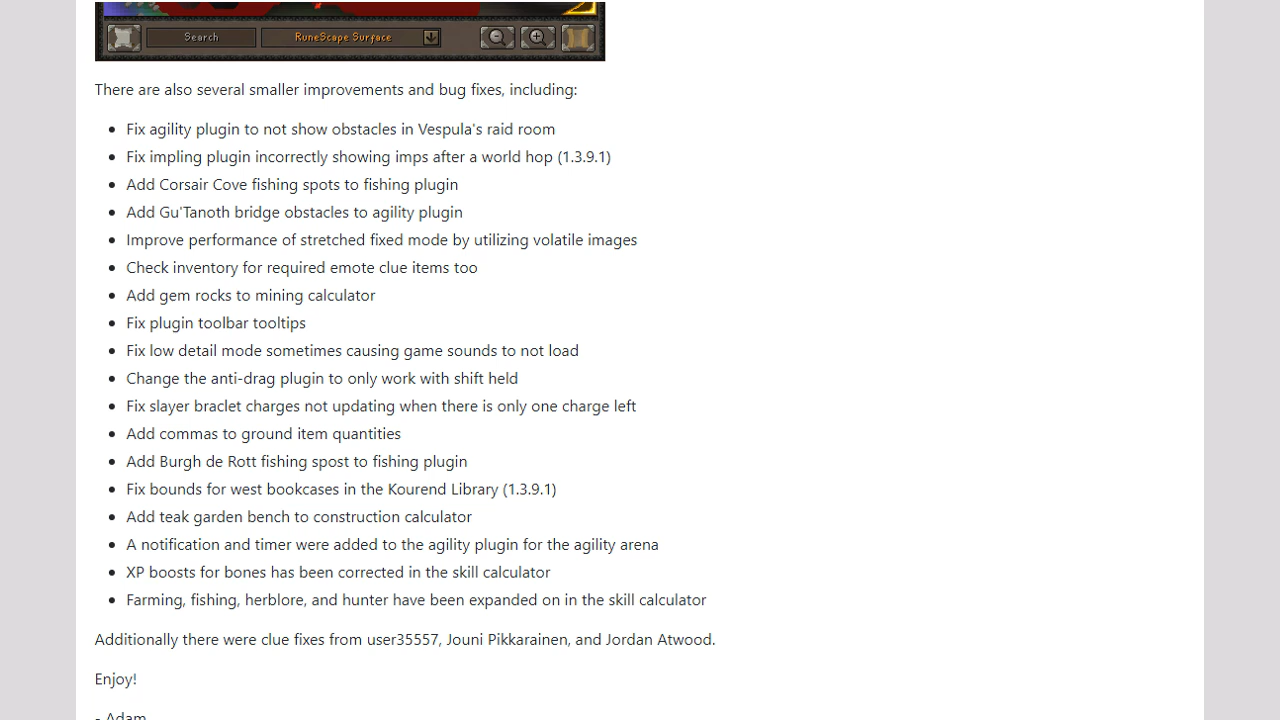 Search
RuneScape Surface
There are also several smaller improvements and bug fixes, including:
Fix agility plugin to not show obstacles in Vespula's raid room
Fix impling plugin incorrectly showing imps after a world hop (1.3.9.1)
Add Corsair Cove fishing spots to fishing plugin
Add Gu'Tanoth bridge obstacles to agility plugin
Improve performance of stretched fixed mode by utilizing volatile images
Check inventory for required emote clue items too
Add gem rocks to mining calculator
Fix plugin toolbar tooltips
Fix low detail mode sometimes causing game sounds to not load
Change the anti-drag plugin to only work with shift held
Fix slayer braclet charges not updating when there is only one charge left
Add commas to ground item quantities
Add Burgh de Rott fishing spost to fishing plugin
Fix bounds for west bookcases in the Kourend Library (1.3.9.1)
Add teak garden bench to construction calculator
A notification and timer were added to the agility plugin for the agility arena
XP boosts for bones has been corrected in the skill calculator
Farming, fishing, herblore, and hunter have been expanded on in the skill calculator
Additionally there were clue fixes from user35557, Jouni Pikkarainen, and Jordan Atwood.
Enjoy!
- Adam